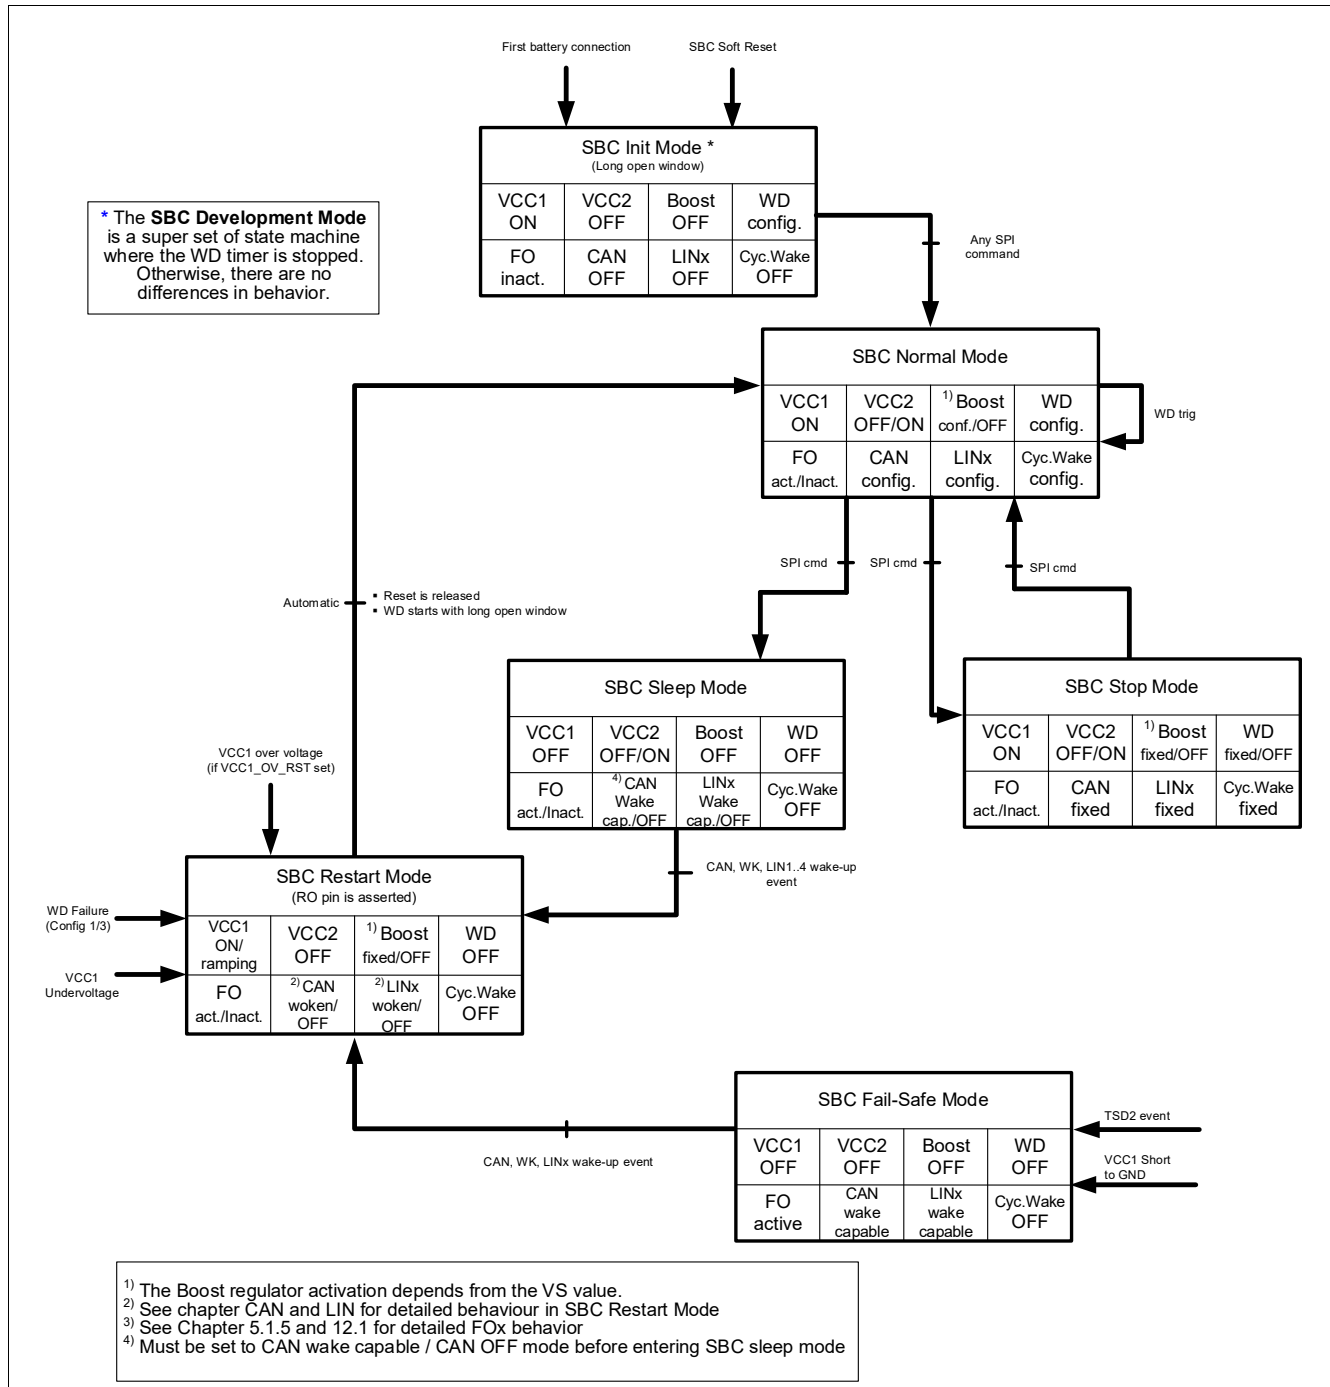 First battery connection
SBC Soft Reset
SBC Init Mode *
(Long open window)
VCC1
ON
VCC2
OFF
Boost
OFF
WD
config.
FO
inact.
CAN
OFF
LINx
OFF
Cyc.Wake
OFF
* The SBC Development Mode
is a super set of state machine
where the WD timer is stopped.
Otherwise, there are no
differences in behavior.
Any SPI
command
SBC Normal Mode
VCC1
ON
VCC2
OFF/ON
1) Boost
conf./OFF
WD
config.
FO
act./Inact.
CAN
config.
LINx
config.
Cyc.Wake
config.
WD trig
SPI cmd
SPI cmd
SPI cmd
Automatic
▪ Reset is released
▪ WD starts with long open window
SBC Sleep Mode
VCC1
OFF
VCC2
OFF/ON
Boost
OFF
WD
OFF
FO
act./Inact.
4) CAN
Wake
cap./OFF
LINx
Wake
cap./OFF
Cyc.Wake
OFF
SBC Stop Mode
VCC1
ON
VCC2
OFF/ON
1) Boost
fixed/OFF
WD
fixed/OFF
FO
act./Inact.
CAN
fixed
LINx
fixed
Cyc.Wake
fixed
VCC1 over voltage
(if VCC1_OV_RST set)
CAN, WK, LIN1..4 wake-up
event
SBC Restart Mode
(RO pin is asserted)
VCC1
ON/
ramping
VCC2
OFF
1) Boost
fixed/OFF
WD
OFF
FO
act./Inact.
2) CAN
woken/
OFF
2) LINx
woken/
OFF
Cyc.Wake
OFF
WD Failure
(Config 1/3)
VCC1
Undervoltage
SBC Fail-Safe Mode
VCC1
OFF
VCC2
OFF
Boost
OFF
WD
OFF
FO
active
CAN
wake
capable
LINx
wake
capable
Cyc.Wake
OFF
TSD2 event
VCC1 Short
to GND
CAN, WK, LINx wake-up event
1) The Boost regulator activation depends from the VS value.
2) See chapter CAN and LIN for detailed behaviour in SBC Restart Mode
3) See Chapter 5.1.5 and 12.1 for detailed FOx behavior
4) Must be set to CAN wake capable / CAN OFF mode before entering SBC sleep mode